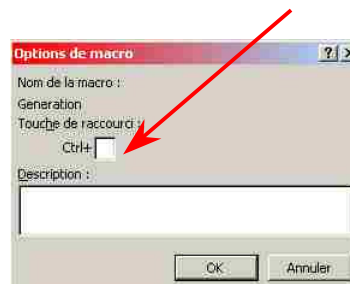 Options de macro
Nom de la macro :
Generation
Touche de raccourci :
Ctrl+
Description :
OK Annuler